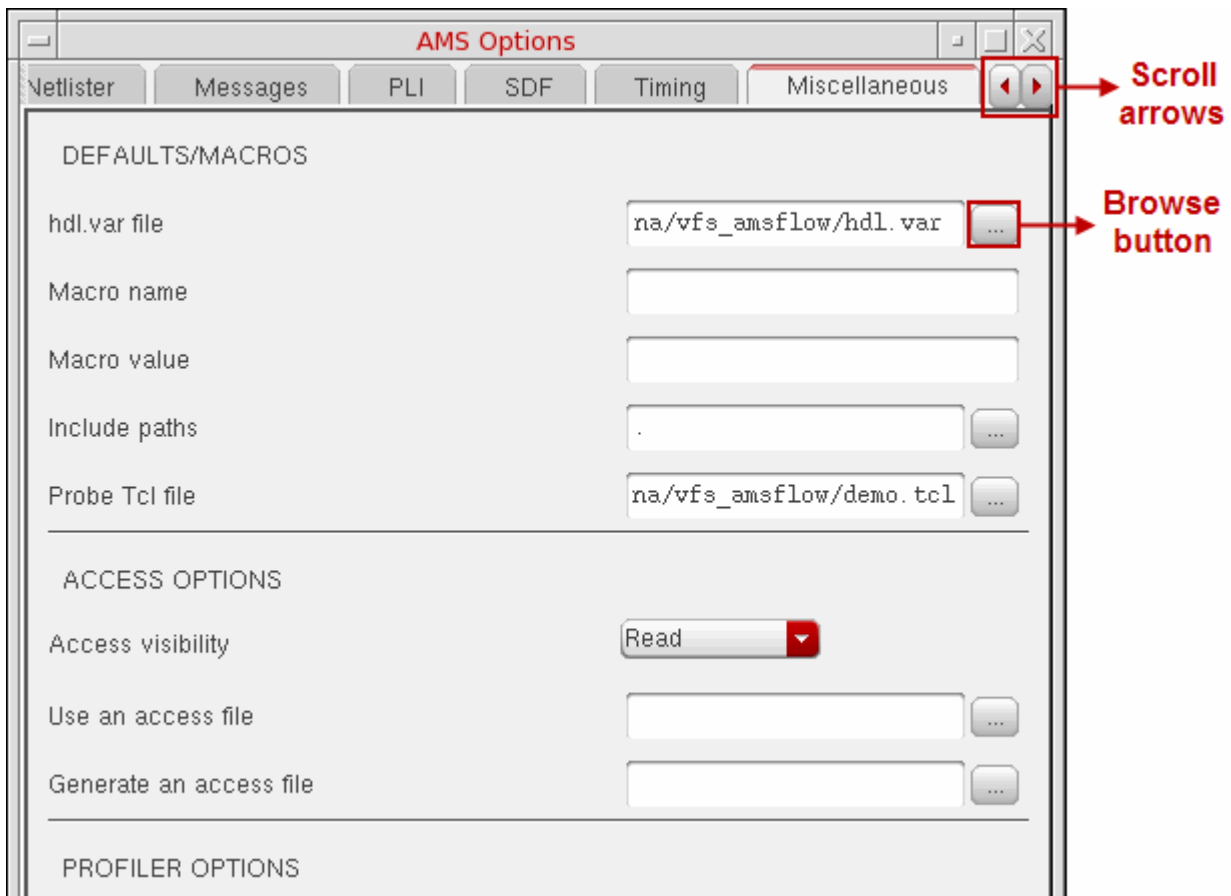 AMS Options
Netlister Messages PLI SDF Timing Miscellaneous
Scroll
arrows
DEFAULTS/MACROS
hdl.var file na/vfs_amsflow/hdl.var ...
Browse
button
Macro name
Macro value
Include paths . ...
Probe Tcl file na/vfs_amsflow/demo.tcl ...
ACCESS OPTIONS
Access visibility Read
Use an access file ...
Generate an access file ...
PROFILER OPTIONS